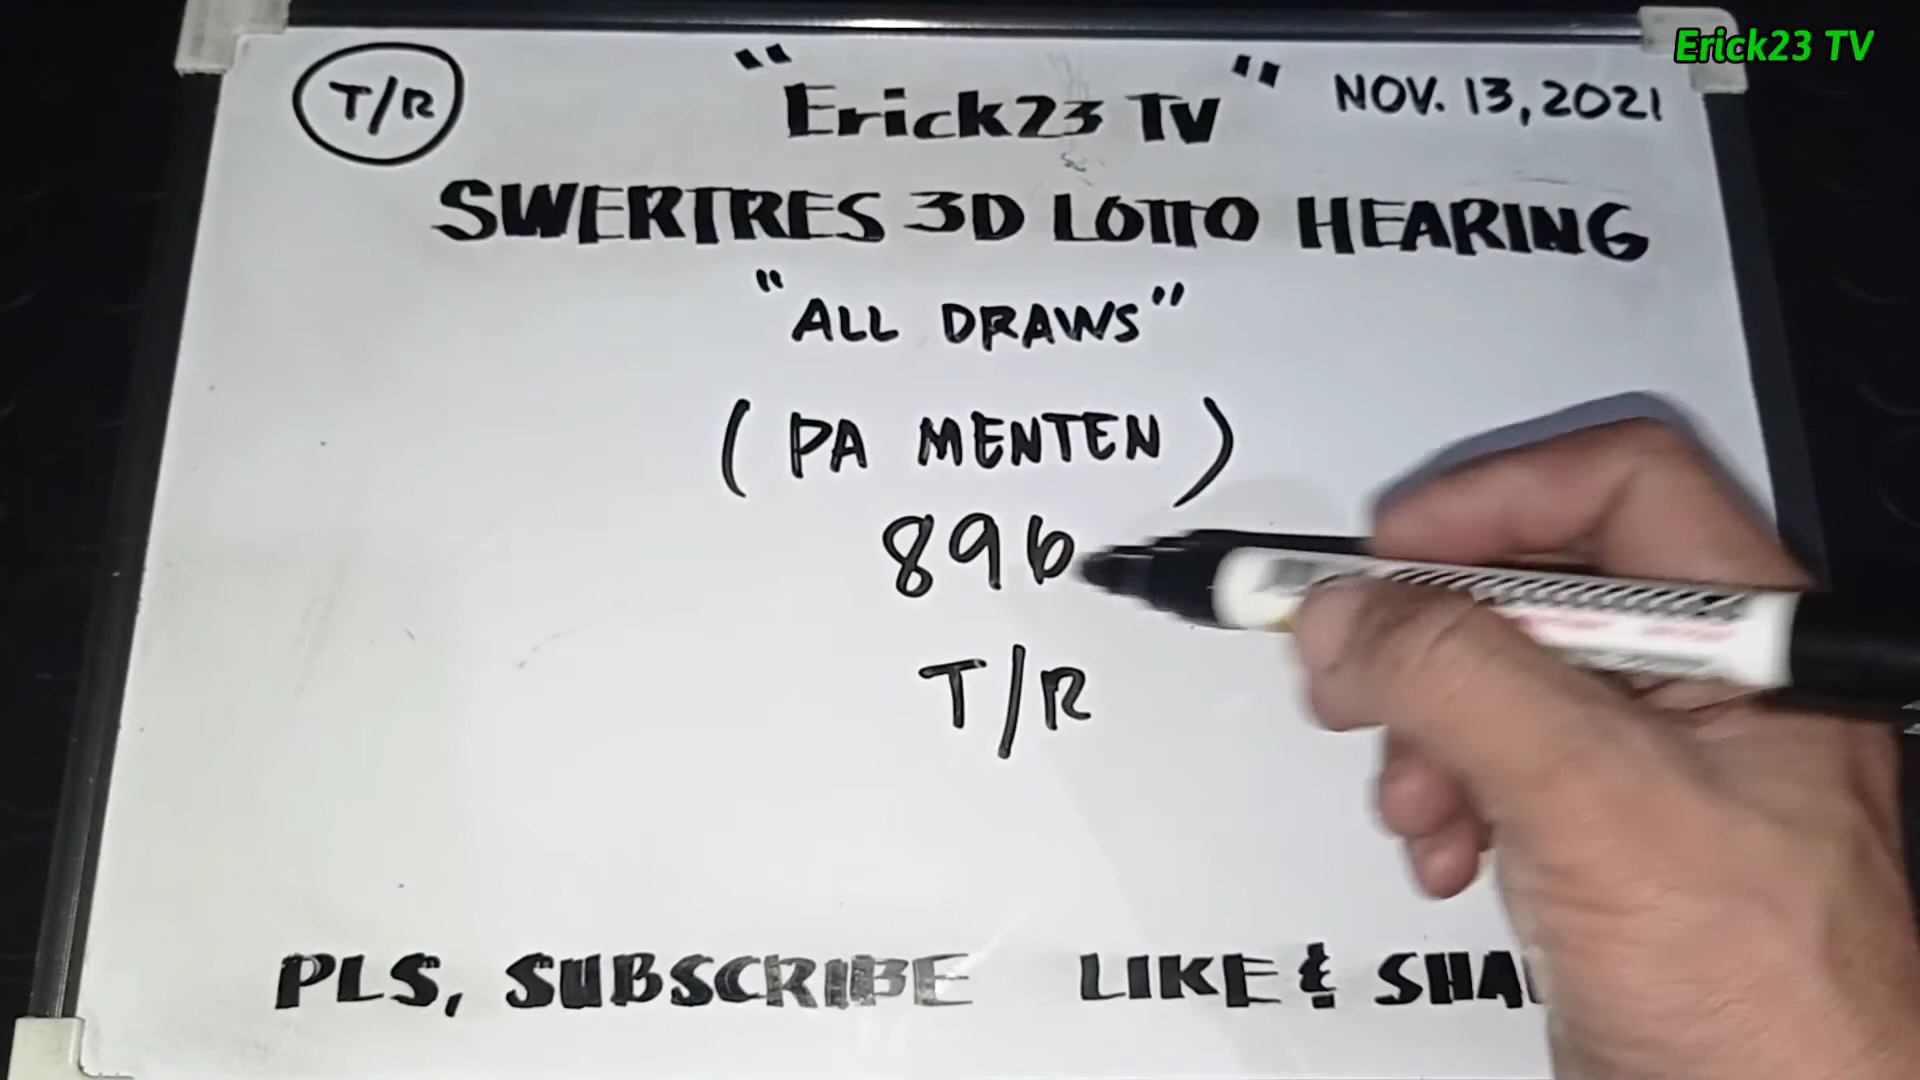 Erick23 TV
T/R
"Erick23 TV"
NOV. 13, 2021
SWERTRES 3D LOTTO HEARING
"ALL DRAWS"
(PA MENTEN)
896
T/R
PLS, SUBSCRIBE LIKE & SHA